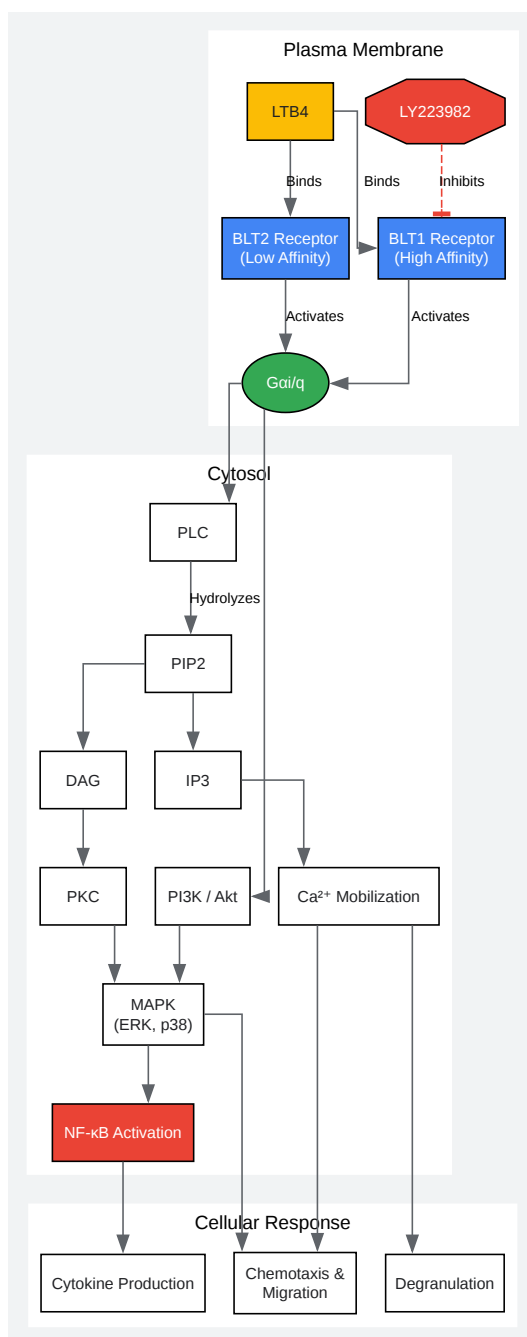 Plasma Membrane
LTB4
LY223982
Binds
Binds
Inhibits
BLT2 Receptor
(Low Affinity)
BLT1 Receptor
(High Affinity)
Activates
Activates
Gαi/q
Cytosol
PLC
Hydrolyzes
PIP2
DAG
IP3
PKC
PI3K / Akt
Ca²⁺ Mobilization
MAPK
(ERK, p38)
NF-κB Activation
Cellular Response
Cytokine Production
Chemotaxis &
Migration
Degranulation